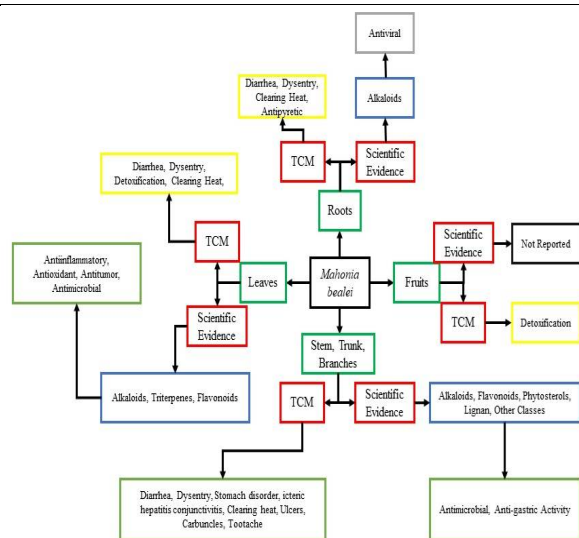 Antiviral
Diarrhea, Dysentry,
Clearing Heat,
Antipyretic
Alkaloids
TCM
Scientific
Evidence
Diarrhea, Dysentry,
Detoxification, Clearing Heat,
Roots
TCM
Scientific
Evidence
Not Reported
Antiinflammatory,
Antioxidant, Antitumor,
Antimicrobial
Leaves
Mahonia
bealei
Fruits
Scientific
Evidence
TCM
Detoxification
Stem, Trunk,
Branches
Alkaloids, Triterpenes, Flavonoids
TCM
Scientific
Evidence
Alkaloids, Flavonoids, Phytosterols,
Lignan, Other Classes
Diarrhea, Dysentry, Stomach disorder, icteric
hepatitis conjunctivitis, Clearing heat, Ulcers,
Carbuncles, Tootache
Antimicrobial, Anti-gastric Activity